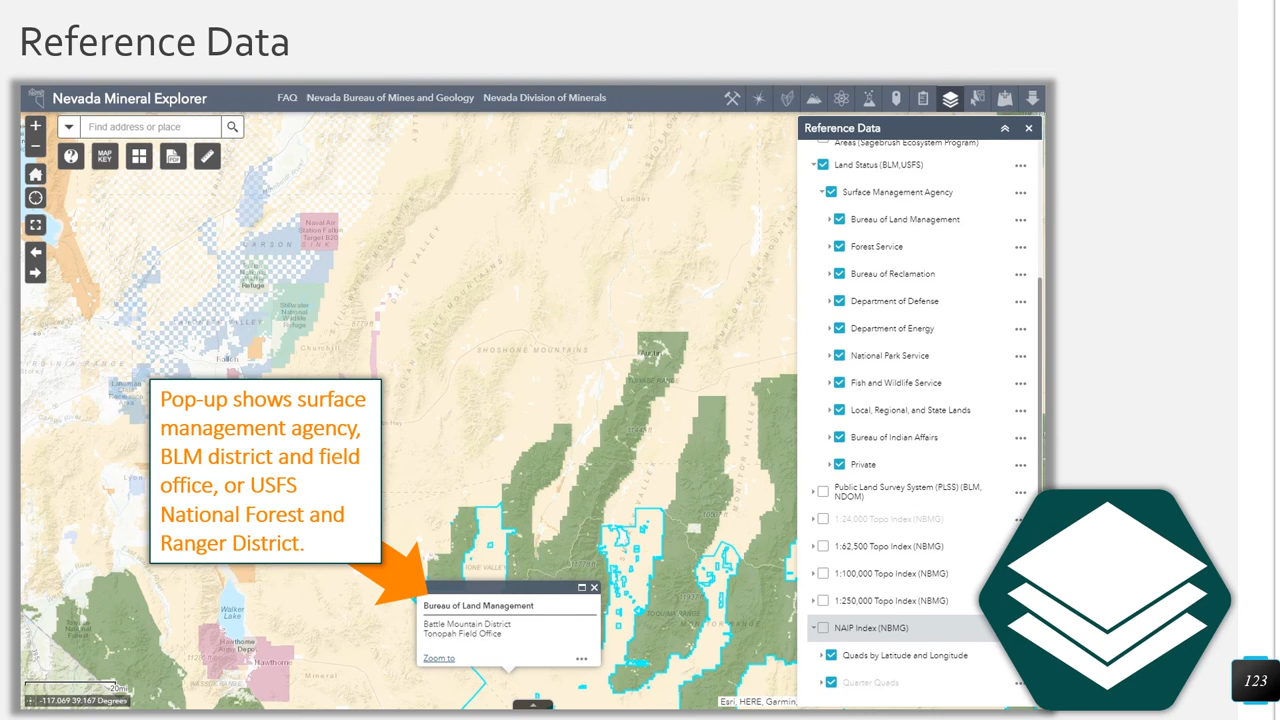 Reference Data
Nevada Mineral Explorer
FAQ Nevada Bureau of Mines and Geology Nevada Division of Minerals
Find address or place
MAP KEY
PDF
Reference Data
Areas (Sagebrush Ecosystem Program)
Land Status (BLM,USFS)
Surface Management Agency
Bureau of Land Management
Forest Service
Bureau of Reclamation
Department of Defense
Department of Energy
National Park Service
Fish and Wildlife Service
Local, Regional, and State Lands
Bureau of Indian Affairs
Private
Public Land Survey System (PLSS) (BLM,
NDOM)
1:24,000 Topo Index (NBMG)
1:62,500 Topo Index (NBMG)
1:100,000 Topo Index (NBMG)
1:250,000 Topo Index (NBMG)
NAIP Index (NBMG)
Quads by Latitude and Longitude
Quarter Quads
Lander
Naval Air
Station Fallon
Target B20
CARSON SINK
Refuge
Stillwater
National
Wildlife
Refuge
Churchill
Fallon
SHOSHONE MOUNTAINS
Austin
Pop-up shows surface
management agency,
BLM district and field
office, or USFS
National Forest and
Ranger District.
Bureau of Land Management
Battle Mountain District
Tonopah Field Office
Zoom to
Walker
Lake
Hawthorne
Army Depot
Hawthorne
Mineral
Toiyabe
National
Forest
20mi
-117.069 39.167 Degrees
Esri, HERE, Garmin,
123